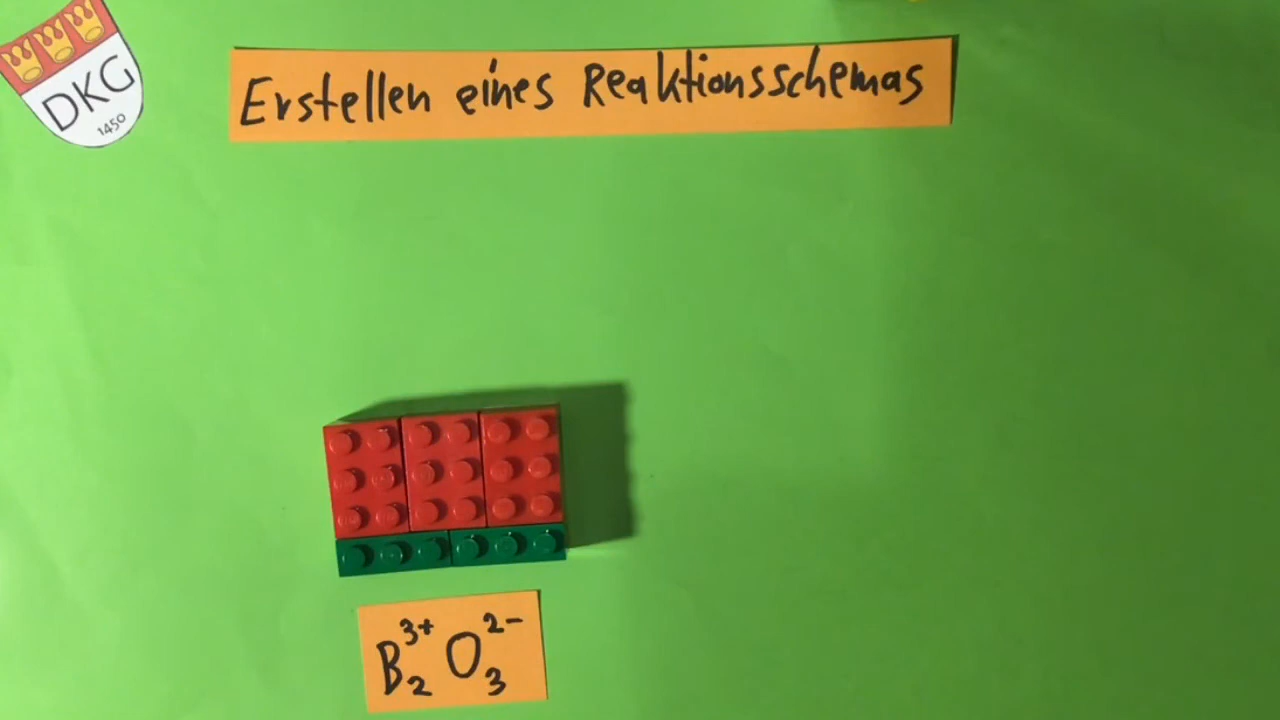 DKG
1450
Erstellen eines Reaktionsschemas
B₂³⁺ O₃²⁻